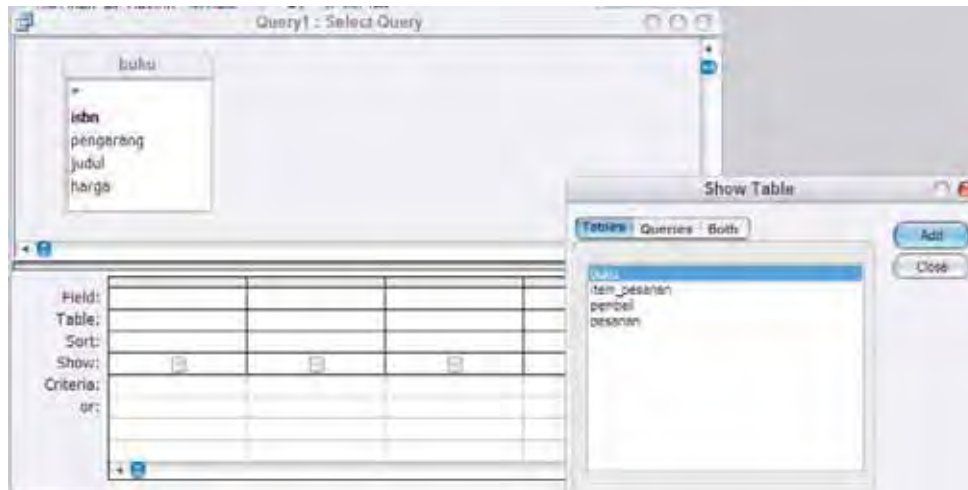 Query1 : Select Query
buku
*
isbn
pengarang
judul
harga
Show Table
Tables Queries Both
Add
Close
buku
item_pesanan
pembeli
pesanan
Field:
Table:
Sort:
Show:
Criteria:
or: